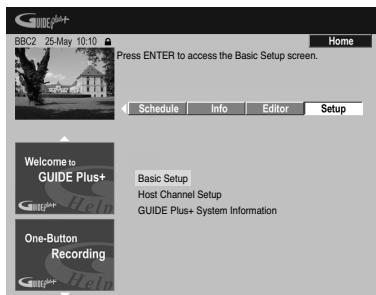 GUIDE Plus+
BBC2 25-May 10:10
Home
Press ENTER to access the Basic Setup screen.
Schedule
Info
Editor
Setup
Welcome to
GUIDE Plus+
GUIDE Plus+ Help
Basic Setup
Host Channel Setup
GUIDE Plus+ System Information
One-Button
Recording
GUIDE Plus+ Help